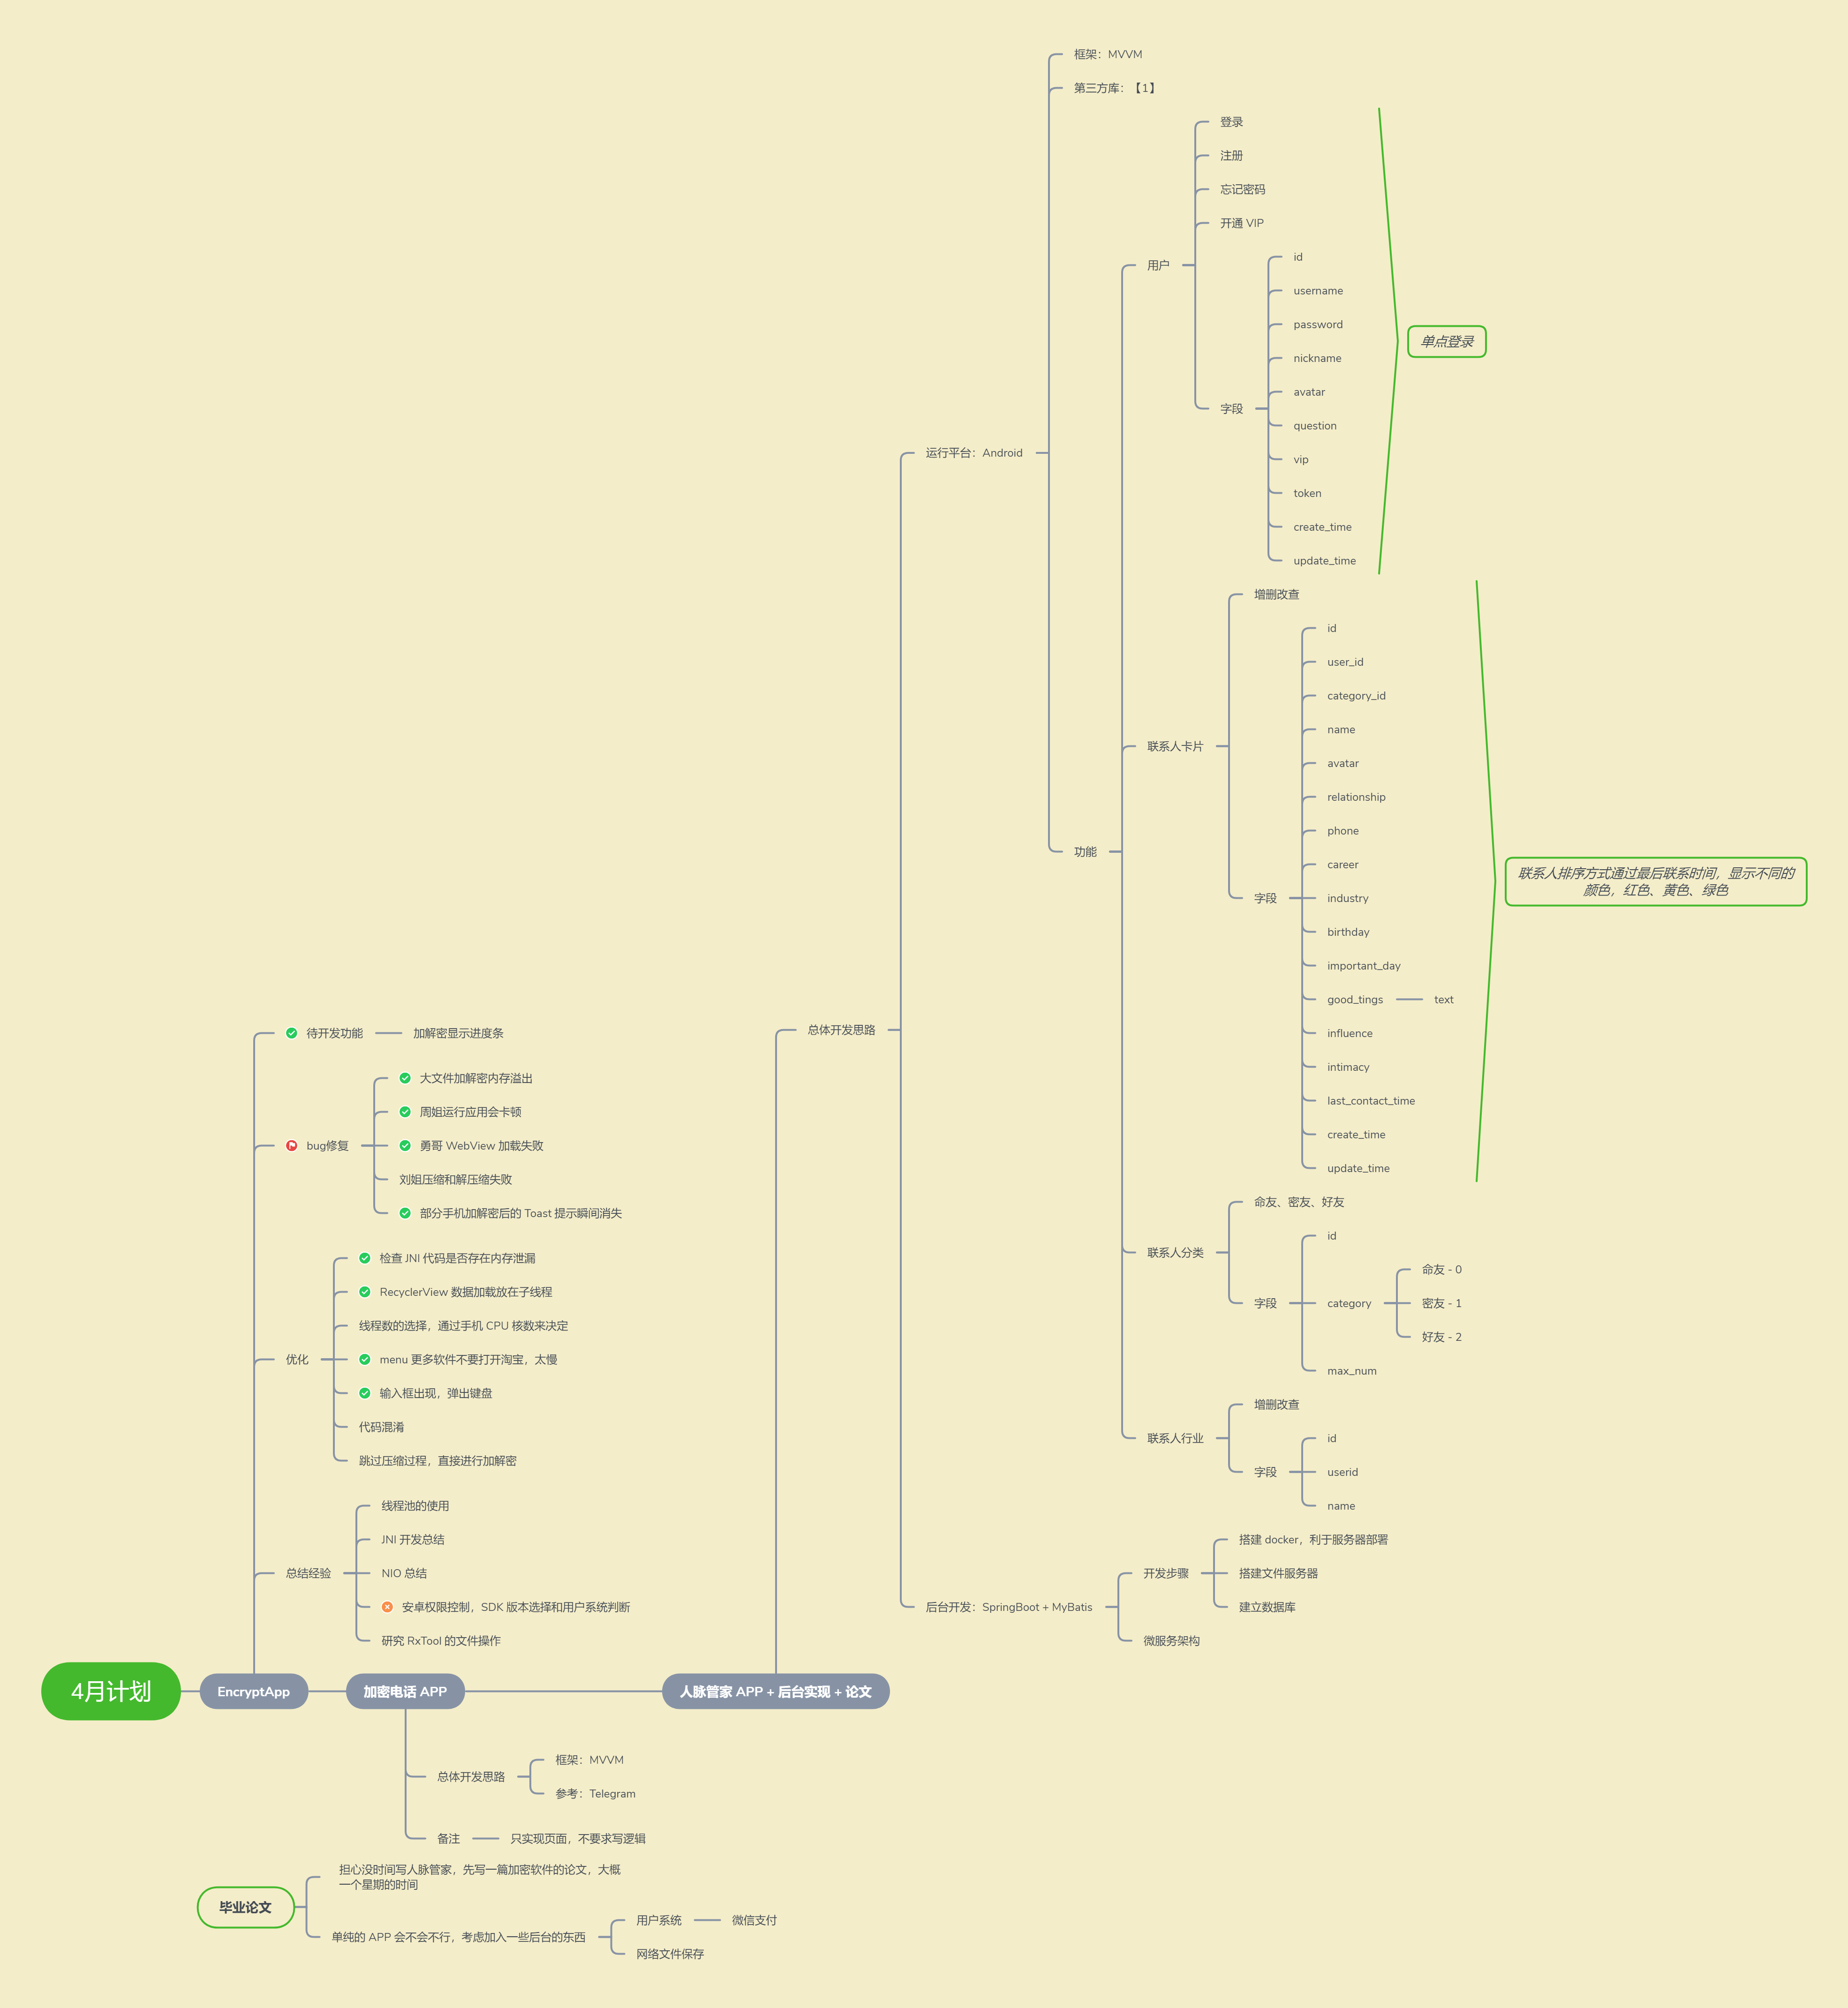 4月计划
EncryptApp
待开发功能
加解密显示进度条
bug修复
大文件加解密内存溢出
周姐运行应用会卡顿
勇哥 WebView 加载失败
刘姐压缩和解压缩失败
部分手机加解密后的 Toast 提示瞬间消失
优化
检查 JNI 代码是否存在内存泄漏
RecyclerView 数据加载放在子线程
线程数的选择，通过手机 CPU 核数来决定
menu 更多软件不要打开淘宝，太慢
输入框出现，弹出键盘
代码混淆
跳过压缩过程，直接进行加解密
总结经验
线程池的使用
JNI 开发总结
NIO 总结
安卓权限控制，SDK 版本选择和用户系统判断
研究 RxTool 的文件操作
加密电话 APP
总体开发思路
框架：MVVM
参考：Telegram
备注
只实现页面，不要求写逻辑
人脉管家 APP + 后台实现 + 论文
总体开发思路
运行平台：Android
框架：MVVM
第三方库：【1】
功能
用户
登录
注册
忘记密码
开通 VIP
字段
id
username
password
nickname
avatar
question
vip
token
create_time
update_time
单点登录
联系人卡片
增删改查
字段
id
user_id
category_id
name
avatar
relationship
phone
career
industry
birthday
important_day
good_tings
text
influence
intimacy
last_contact_time
create_time
update_time
联系人排序方式通过最后联系时间，显示不同的
颜色，红色、黄色、绿色
联系人分类
命友、密友、好友
字段
id
category
命友 - 0
密友 - 1
好友 - 2
max_num
联系人行业
增删改查
字段
id
userid
name
后台开发：SpringBoot + MyBatis
开发步骤
搭建 docker，利于服务器部署
搭建文件服务器
建立数据库
微服务架构
毕业论文
担心没时间写人脉管家，先写一篇加密软件的论文，大概
一个星期的时间
单纯的 APP 会不会不行，考虑加入一些后台的东西
用户系统
微信支付
网络文件保存